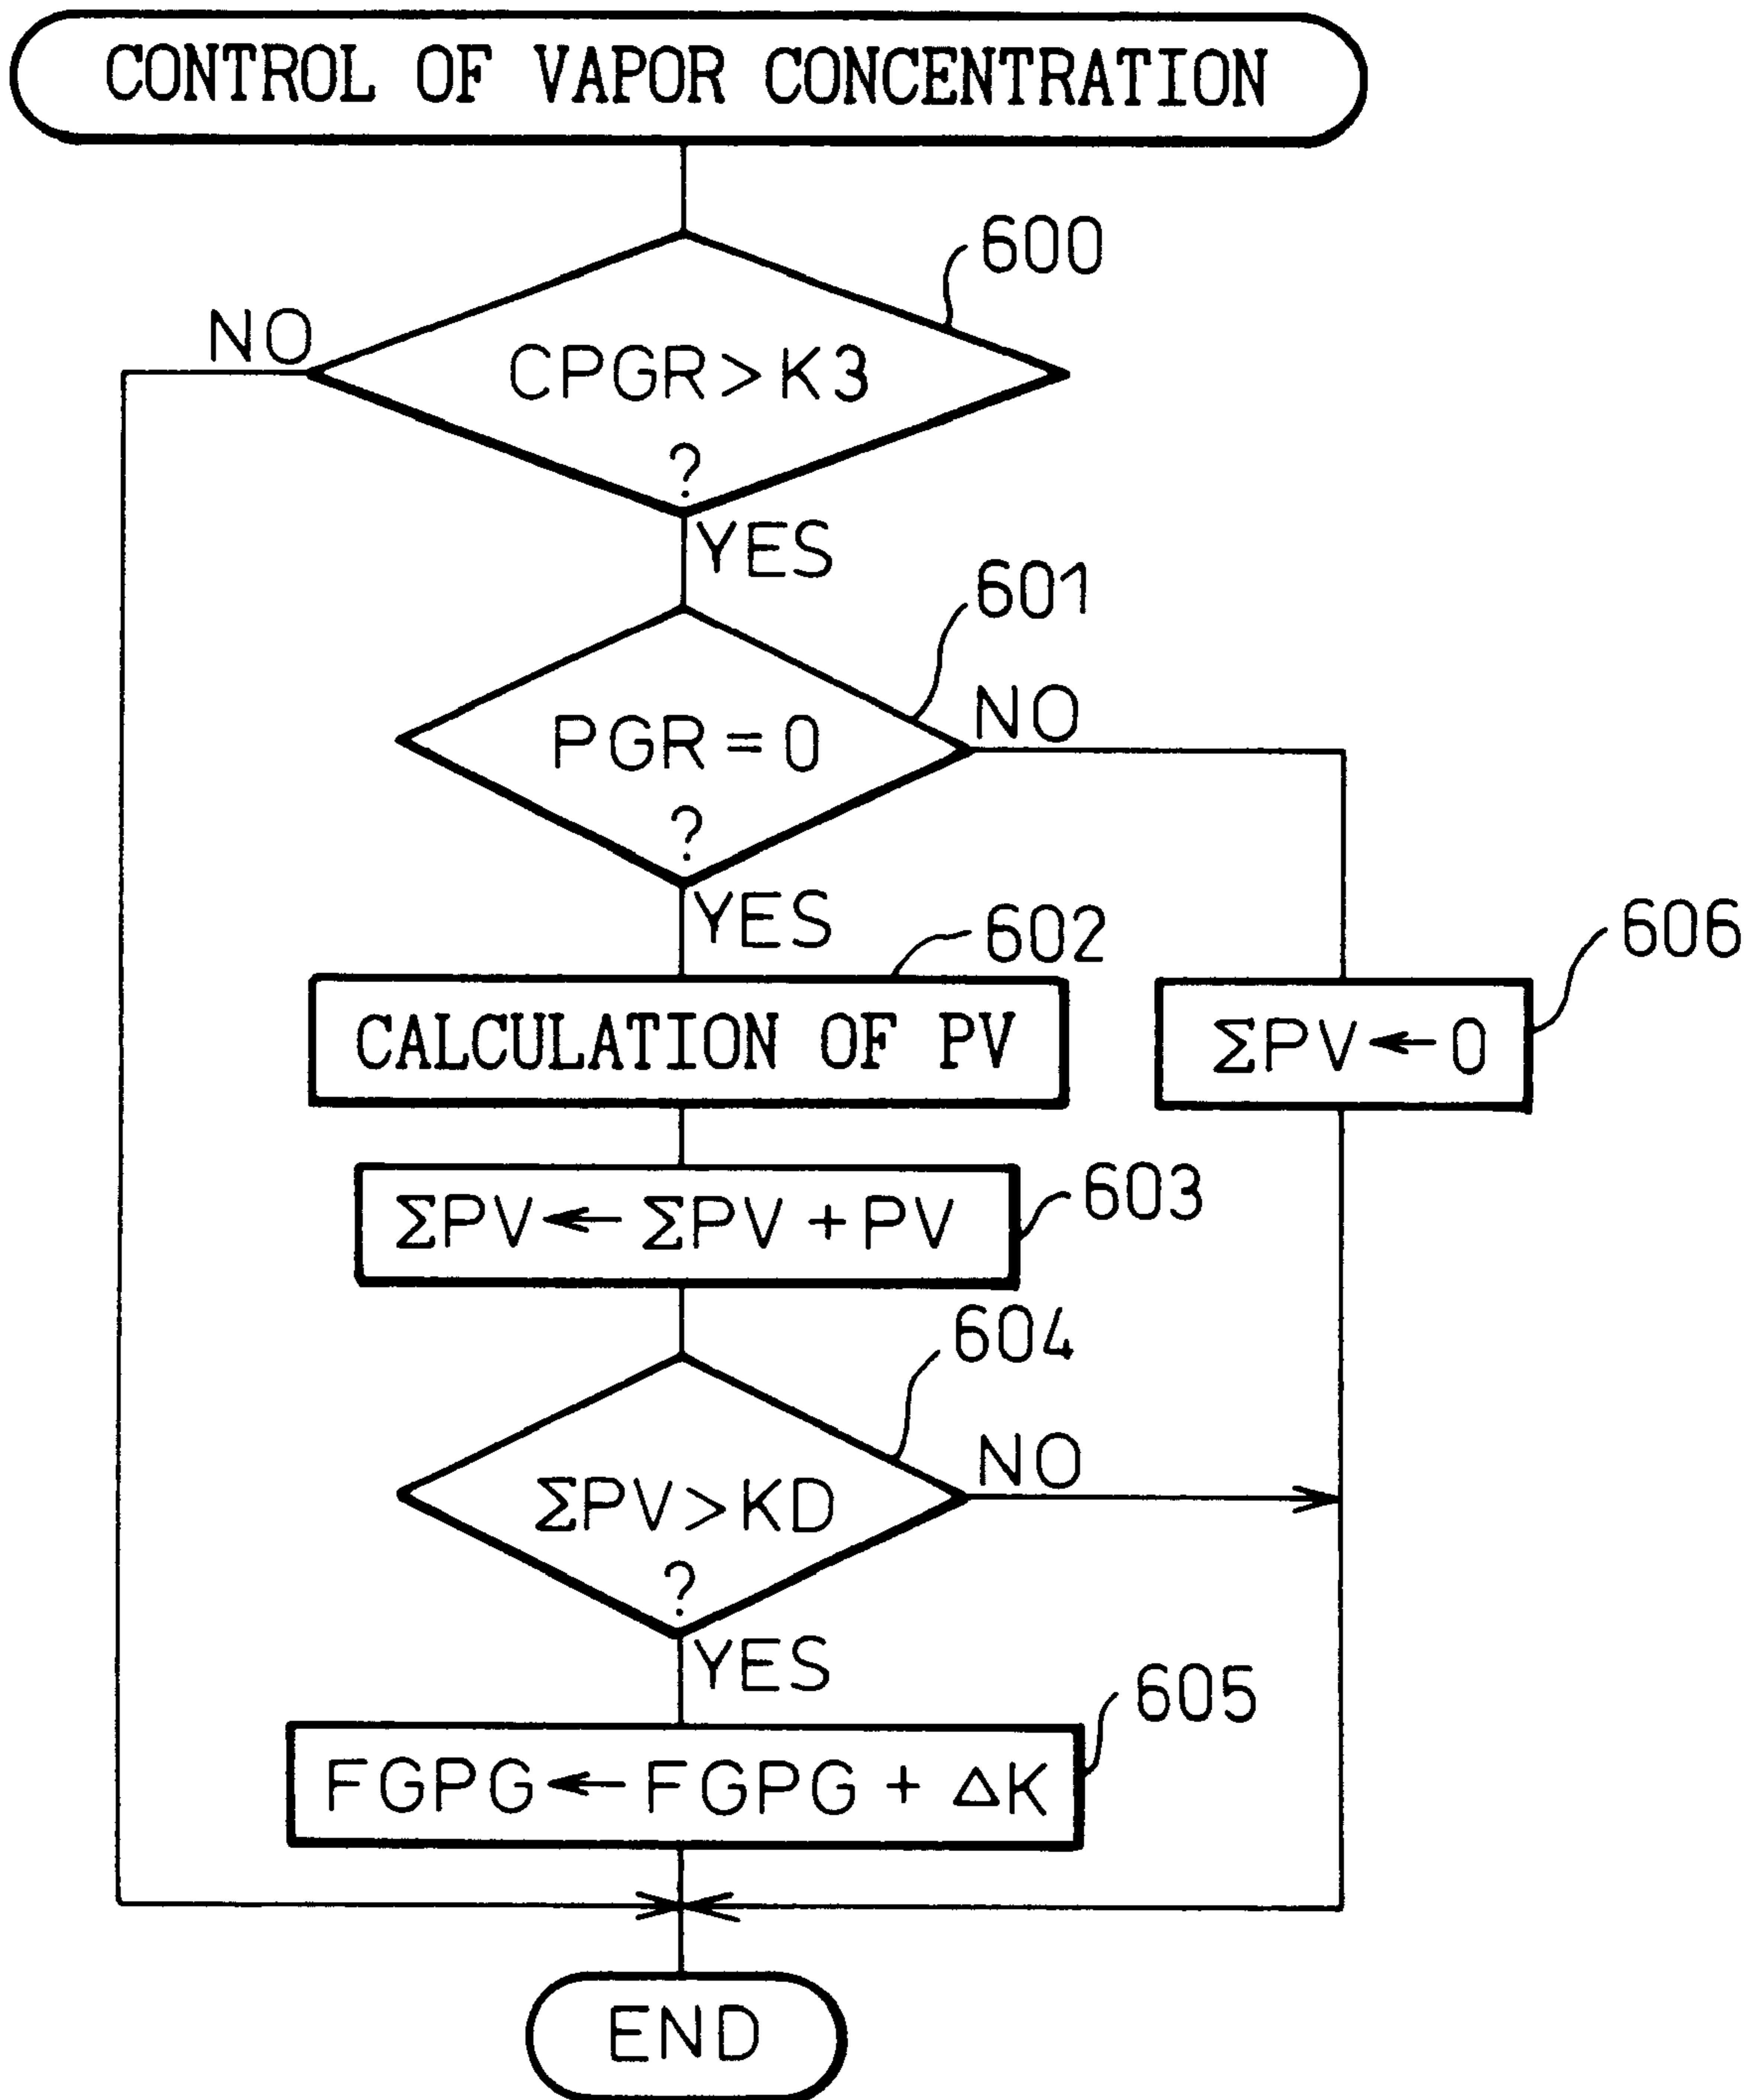 CONTROL OF VAPOR CONCENTRATION
600
NO
CPGR>K3
?
YES
601
PGR=0
NO
?
YES
602
606
CALCULATION OF PV
ΣPV←0
603
ΣPV←ΣPV+PV
604
ΣPV>KD
NO
?
YES
605
FGPG←FGPG+ΔK
END